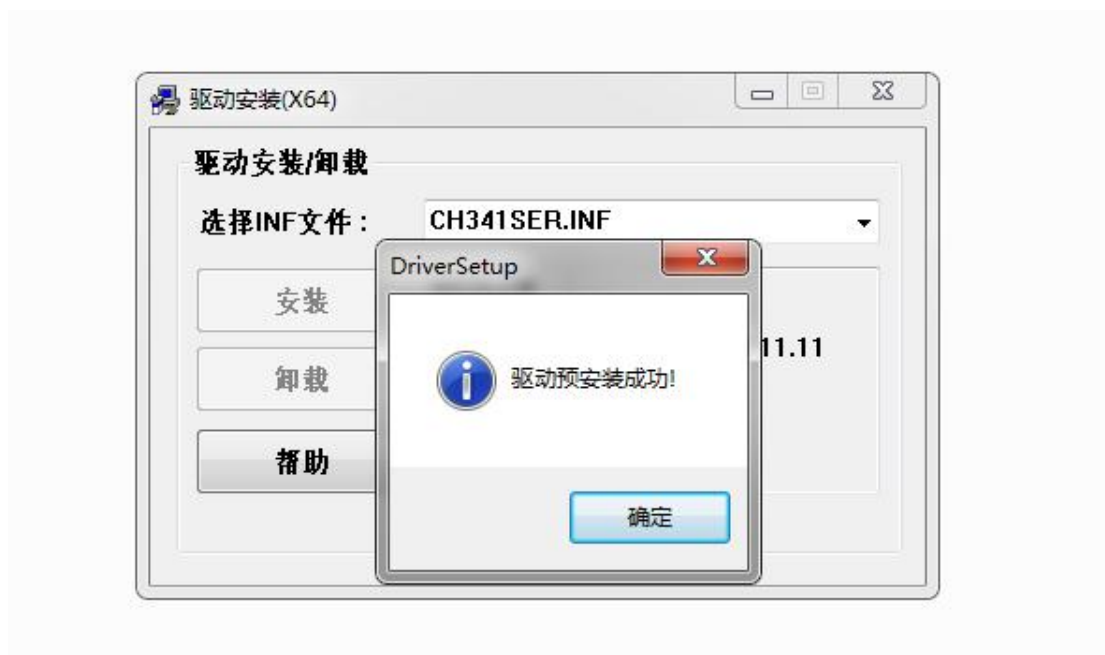 驱动安装(X64)
驱动安装/卸载
选择INF文件：
CH341SER.INF
DriverSetup
安装
11.11
驱动预安装成功!
卸载
帮助
确定